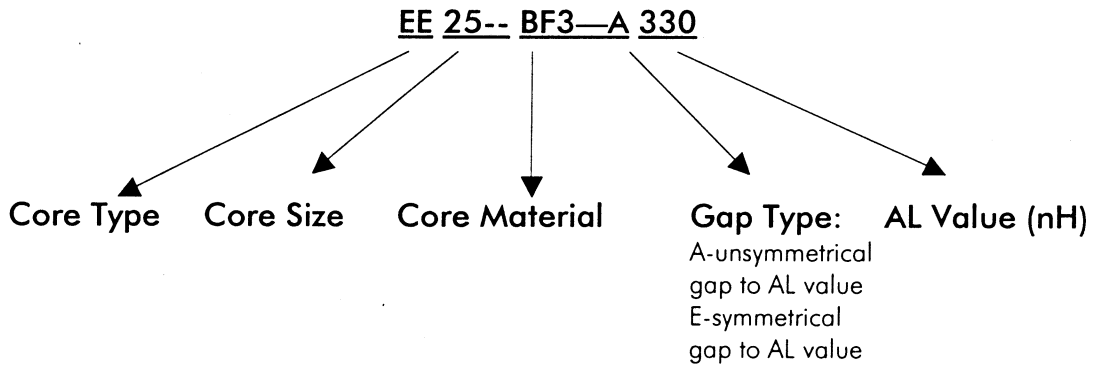 EE 25-- BF3—A 330
Core Type
Core Size
Core Material
Gap Type:
A-unsymmetrical
gap to AL value
E-symmetrical
gap to AL value
AL Value (nH)